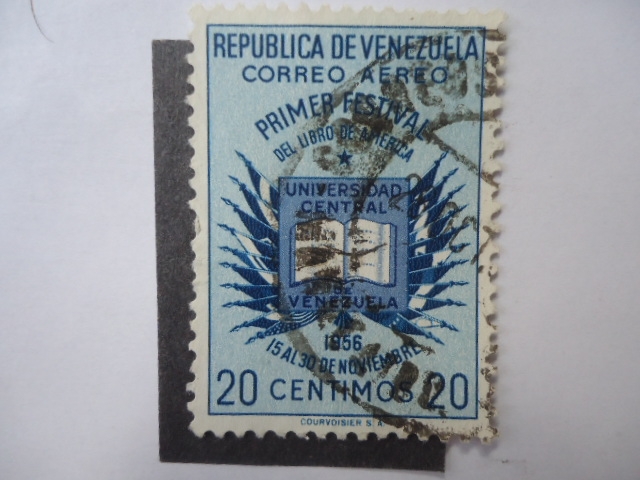 REPUBLICA DE VENEZUELA
CORREO AEREO
PRIMER FESTIVAL
DEL LIBRO DE AMERICA
UNIVERSIDAD
CENTRAL
DE
VENEZUELA
1956
15 AL 30 DE NOVIEMBRE
20 CENTIMOS 20
COURVOISIER S. A.